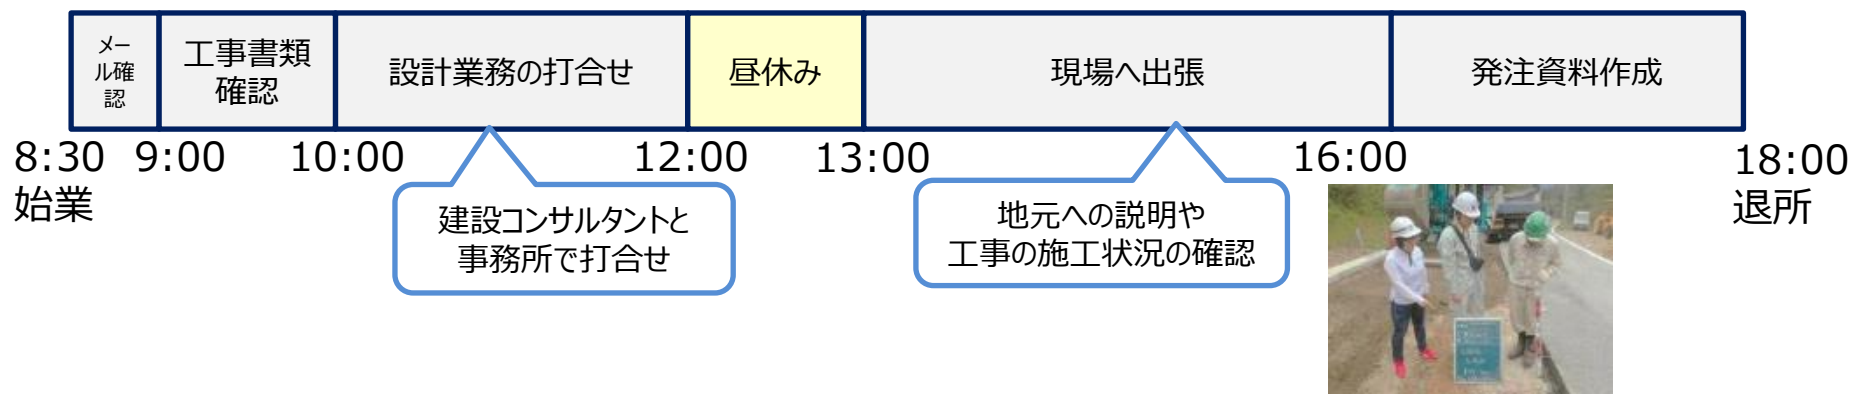 メー
ル確
認
工事書類
確認
設計業務の打合せ
昼休み
現場へ出張
発注資料作成
8:30
始業
9:00
10:00
12:00
13:00
16:00
18:00
退所
建設コンサルタントと
事務所で打合せ
地元への説明や
工事の施工状況の確認